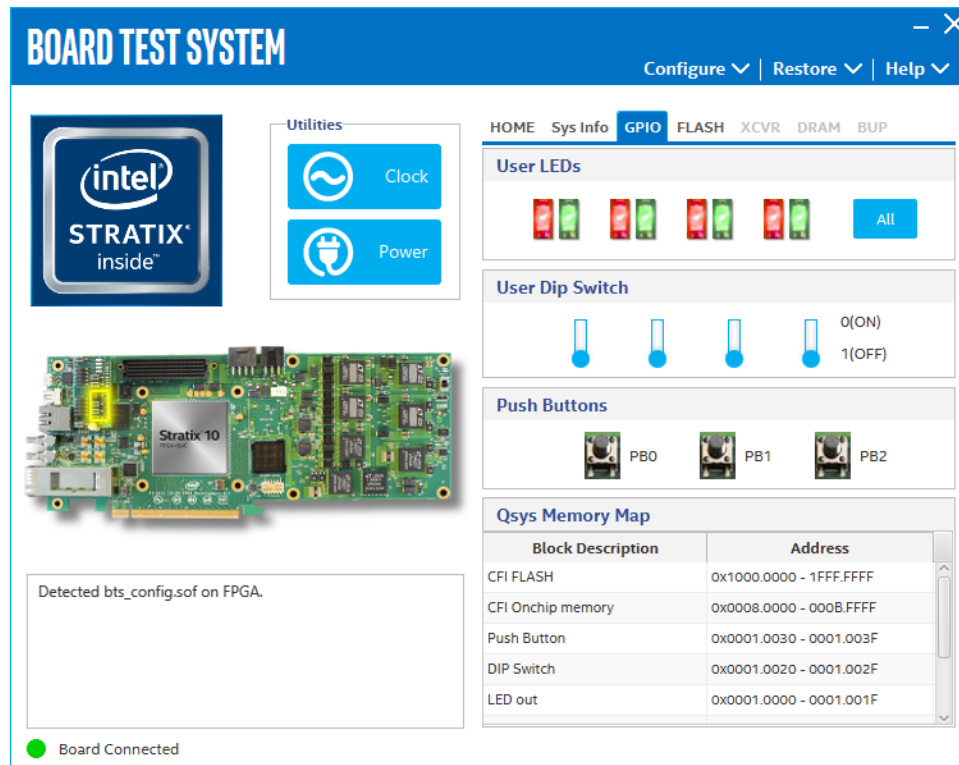 BOARD TEST SYSTEM
Configure | Restore | Help
intel
STRATIX
inside™
Utilities
Clock
Power
HOME Sys Info GPIO FLASH XCVR DRAM BUP
User LEDs
All
User Dip Switch
0(ON)
1(OFF)
Push Buttons
PB0 PB1 PB2
Stratix 10
Qsys Memory Map
Block Description Address
CFI FLASH 0x1000.0000 - 1FFF.FFFF
CFI Onchip memory 0x0008.0000 - 000B.FFFF
Push Button 0x0001.0030 - 0001.003F
DIP Switch 0x0001.0020 - 0001.002F
LED out 0x0001.0000 - 0001.001F
Detected bts_config.sof on FPGA.
Board Connected